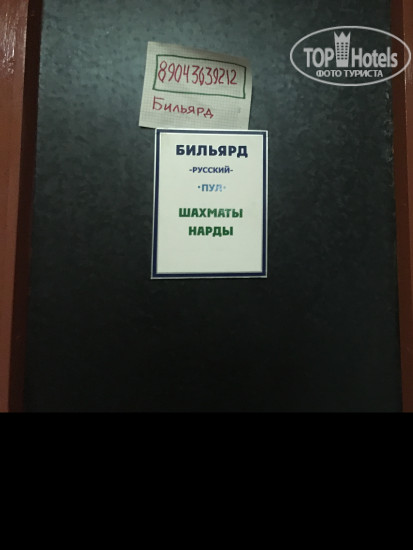 TOP Hotels
ФОТО ТУРИСТА
89043639212
Бильярд
БИЛЬЯРД
-РУССКИЙ-
·ПУЛ·
ШАХМАТЫ
НАРДЫ